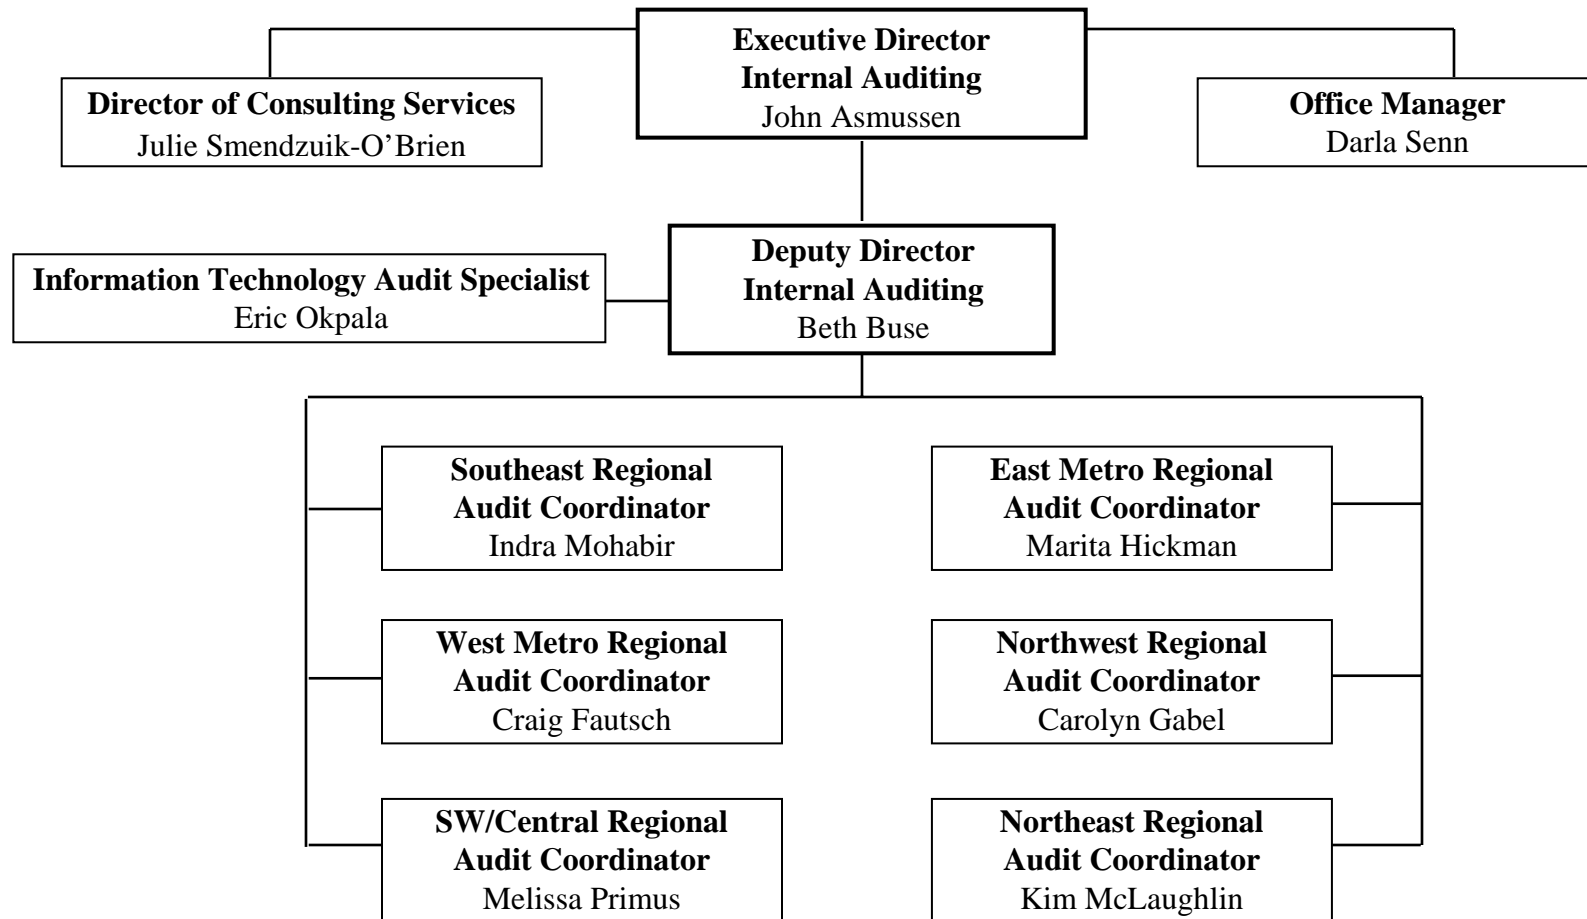 Executive Director
Internal Auditing
John Asmussen
Director of Consulting Services
Julie Smendzuik-O’Brien
Office Manager
Darla Senn
Deputy Director
Internal Auditing
Beth Buse
Information Technology Audit Specialist
Eric Okpala
Southeast Regional
Audit Coordinator
Indra Mohabir
East Metro Regional
Audit Coordinator
Marita Hickman
West Metro Regional
Audit Coordinator
Craig Fautsch
Northwest Regional
Audit Coordinator
Carolyn Gabel
SW/Central Regional
Audit Coordinator
Melissa Primus
Northeast Regional
Audit Coordinator
Kim McLaughlin